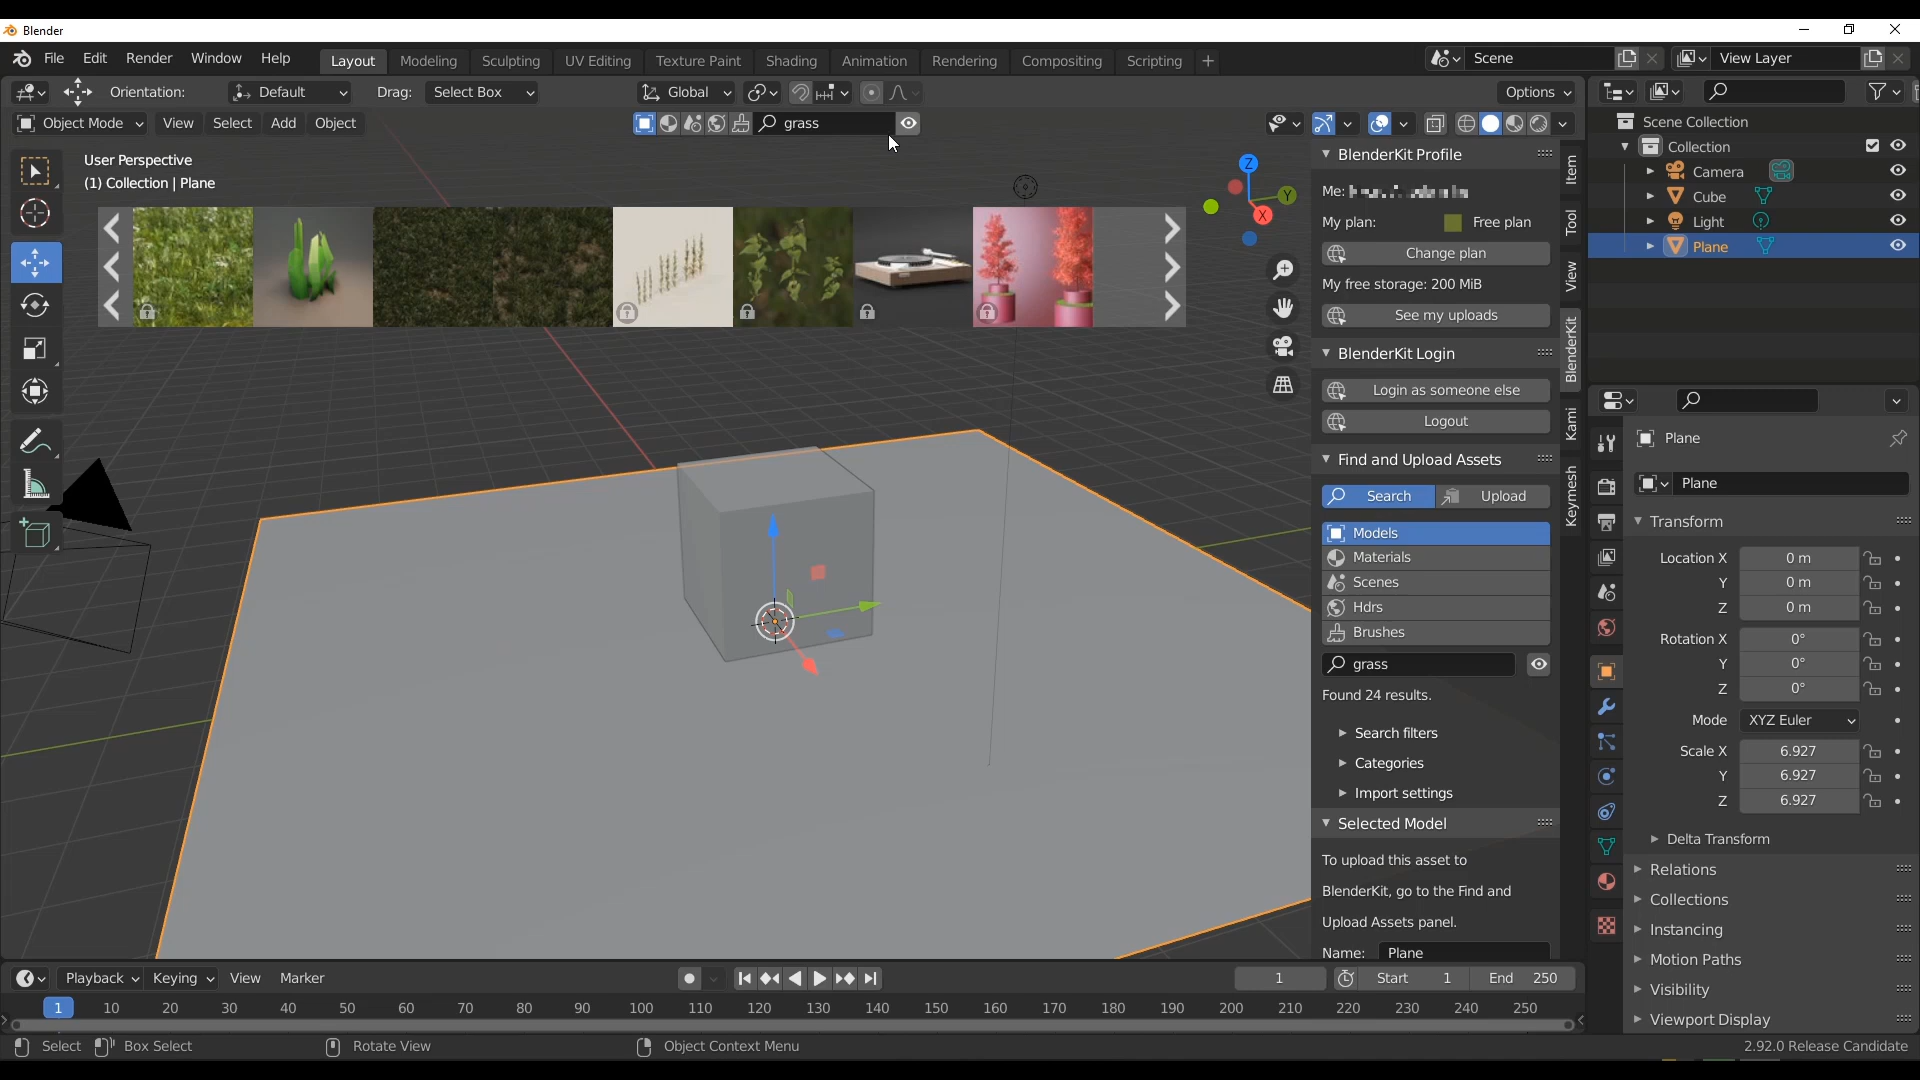 Blender
File Edit Render Window Help
Layout Modeling Sculpting UV Editing Texture Paint Shading Animation Rendering Compositing Scripting +
Scene
View Layer
Orientation: Default Drag: Select Box
Global
Options
Object Mode View Select Add Object
grass
User Perspective
(1) Collection | Plane
Z
Y
X
Item
Tool
View
BlenderKit
Kami
Keymesh
BlenderKit Profile
Me:
My plan: Free plan
Change plan
My free storage: 200 MiB
See my uploads
BlenderKit Login
Login as someone else
Logout
Find and Upload Assets
Search Upload
Models
Materials
Scenes
Hdrs
Brushes
grass
Found 24 results.
Search filters
Categories
Import settings
Selected Model
To upload this asset to
BlenderKit, go to the Find and
Upload Assets panel.
Name: Plane
Scene Collection
Collection
Camera
Cube
Light
Plane
Plane
Plane
Transform
Location X 0 m
Y 0 m
Z 0 m
Rotation X 0°
Y 0°
Z 0°
Mode XYZ Euler
Scale X 6.927
Y 6.927
Z 6.927
Delta Transform
Relations
Collections
Instancing
Motion Paths
Visibility
Viewport Display
Playback Keying View Marker
1 Start 1 End 250
1 10 20 30 40 50 60 70 80 90 100 110 120 130 140 150 160 170 180 190 200 210 220 230 240 250
Select Box Select Rotate View Object Context Menu
2.92.0 Release Candidate